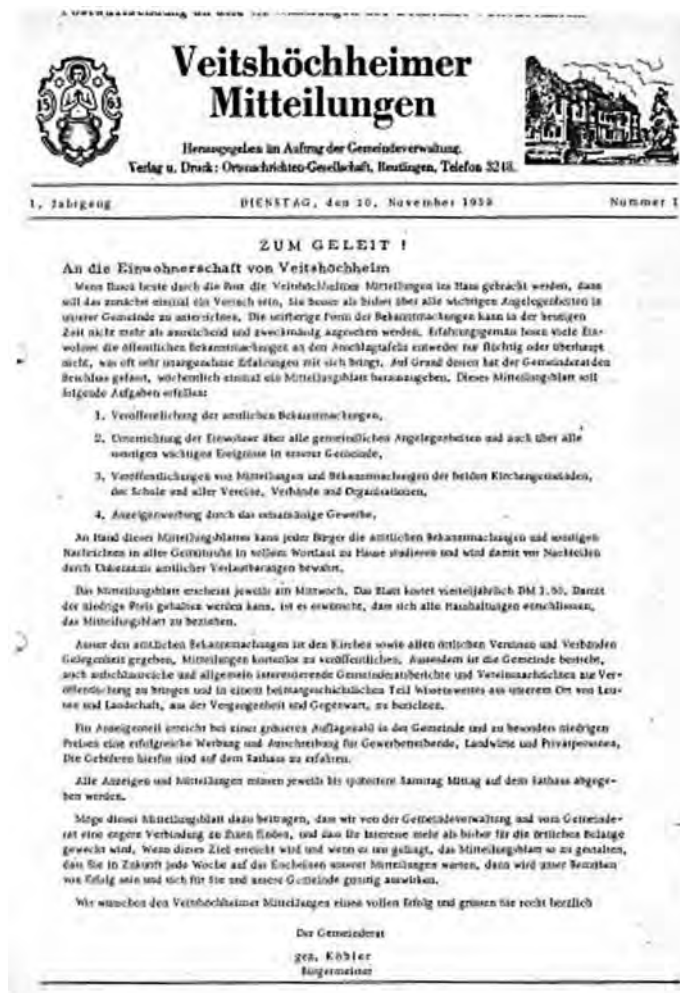 Veitshöchheimer
Mitteilungen
1563
Herausgegeben im Auftrag der Gemeindeverwaltung.
Verlag u. Druck: Ortsnachrichten-Gesellschaft, Reutlingen, Telefon 3248.
1. Jahrgang DIENSTAG, den 10. November 1959 Nummer 1
ZUM GELEIT !
An die Einwohnerschaft von Veitshöchheim
Wenn Ihnen heute durch die Post die Veitshöchheimer Mitteilungen ins Haus gebracht werden, dann
soll das zunächst einmal ein Versuch sein, Sie besser als bisher über alle wichtigen Angelegenheiten in
unserer Gemeinde zu unterrichten. Die seitherige Form der Bekanntmachungen kann in der heutigen
Zeit nicht mehr als ausreichend und zweckmäßig angesehen werden. Erfahrungsgemäß lesen viele Ein-
wohner die öffentlichen Bekanntmachungen an den Anschlagtafeln entweder nur flüchtig oder überhaupt
nicht, was oft sehr unangenehme Erfahrungen mit sich bringt. Auf Grund dessen hat der Gemeinderat den
Beschluss gefasst, wöchentlich einmal ein Mitteilungsblatt herauszugeben. Dieses Mitteilungsblatt soll
folgende Aufgaben erfüllen:
1. Veröffentlichung der amtlichen Bekanntmachungen,
2. Unterrichtung der Einwohner über alle gemeindlichen Angelegenheiten und auch über alle
sonstigen wichtigen Ereignisse in unserer Gemeinde,
3. Veröffentlichungen von Mitteilungen und Bekanntmachungen der beiden Kirchengemeinden,
der Schule und aller Vereine, Verbände und Organisationen,
4. Anzeigenwerbung durch das ortsansässige Gewerbe.
An Hand dieses Mitteilungsblattes kann jeder Bürger die amtlichen Bekanntmachungen und sonstigen
Nachrichten in aller Gemütsruhe in vollem Wortlaut zu Hause studieren und wird damit vor Nachteilen
durch Unkenntnis amtlicher Verlautbarungen bewahrt.
Das Mitteilungsblatt erscheint jeweils am Mittwoch. Das Blatt kostet vierteljährlich DM Damit
der niedrige Preis gehalten werden kann, ist es erwünscht, dass sich alle Haushaltungen entschliessen,
das Mitteilungsblatt zu beziehen.
Ausser den amtlichen Bekanntmachungen ist den Kirchen sowie allen örtlichen Vereinen und Verbänden
Gelegenheit gegeben, Mitteilungen kostenlos zu veröffentlichen. Ausserdem ist die Gemeinde bestrebt,
auch aufschlussreiche und allgemein interessierende Gemeinderatsberichte und Vereinsnachrichten zur Ver-
öffentlichung zu bringen und in einem heimatgeschichtlichen Teil Wissenswertes aus unserem Ort von Leu-
ten und Landschaft, aus der Vergangenheit und Gegenwart, zu berichten.
Ein Anzeigenteil erreicht bei einer grösseren Auflagezahl in der Gemeinde und zu besonders niedrigen
Preisen eine erfolgreiche Werbung und Ausschreibung für Gewerbetreibende, Landwirte und Privatpersonen,
Die Gebühren hierfür sind auf dem Rathaus zu erfahren.
Alle Anzeigen und Mitteilungen müssen jeweils bis spätestens Samstag Mittag auf dem Rathaus abgege-
ben werden.
Möge dieses Mitteilungsblatt dazu beitragen, dass wir von der Gemeindeverwaltung und vom Gemeinde-
rat eine engere Verbindung zu Ihnen finden, und dass Ihr Interesse mehr als bisher für die örtlichen Belange
geweckt wird. Wenn dieses Ziel erreicht wird und wenn es uns gelingt, das Mitteilungsblatt so zu gestalten,
dass Sie in Zukunft jede Woche auf das Erscheinen unserer Mitteilungen warten, dann wird unser Bemühen
von Erfolg sein und sich für Sie und unsere Gemeinde günstig auswirken.
Wir wünschen den Veitshöchheimer Mitteilungen einen vollen Erfolg und grüssen Sie recht herzlich
Der Gemeinderat
gez. Köhler
Bürgermeister